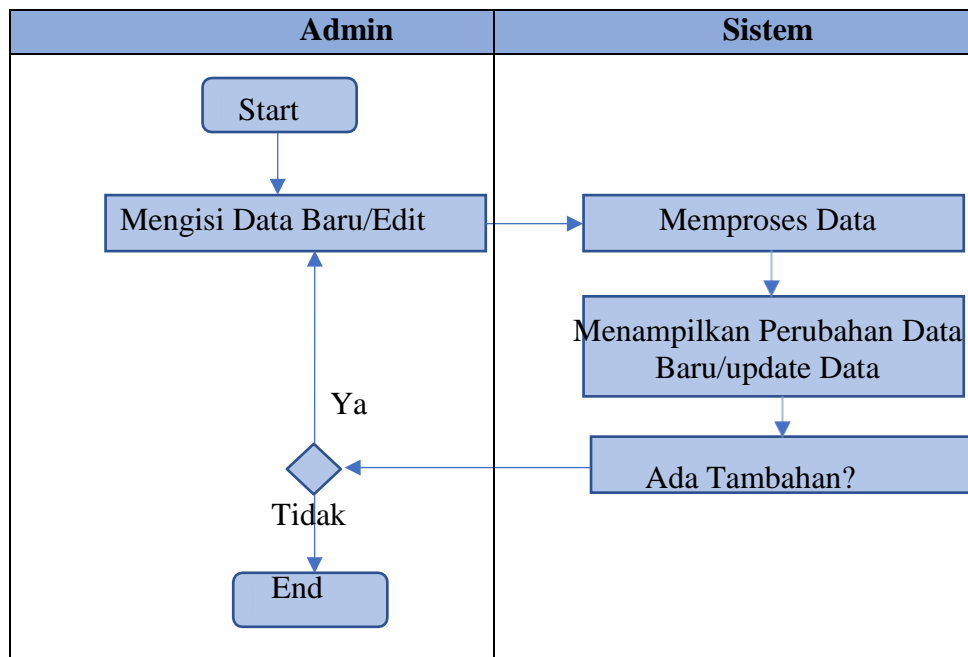 Admin
Sistem
Start
Mengisi Data Baru/Edit
Memproses Data
Menampilkan Perubahan Data
Baru/update Data
Ada Tambahan?
Ya
Tidak
End